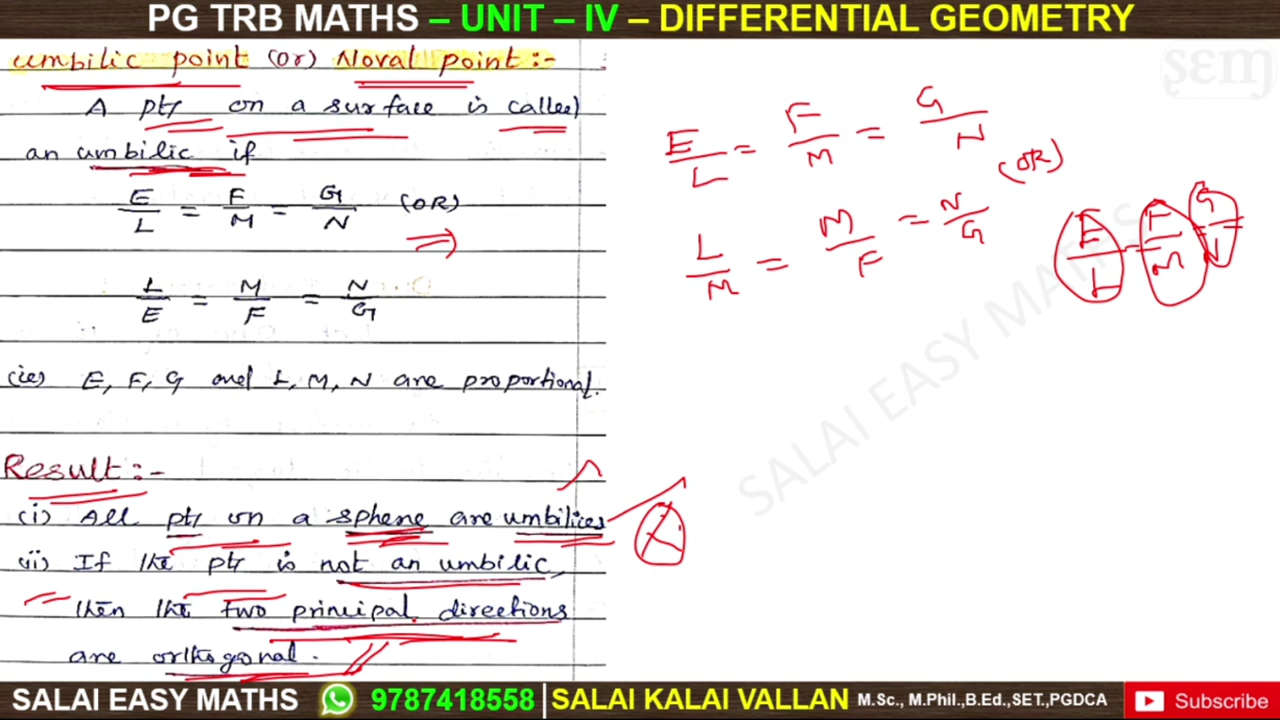 PG TRB MATHS – UNIT – IV – DIFFERENTIAL GEOMETRY
sem
umbilic point (or) Noval point :-
A pt on a surface is called
an umbilic if
E/L = F/M = G/N (OR)
L/E = M/F = N/G
(ie) E, F, G and L, M, N are proportional.
Result :-
(i) All pts on a sphere are umbilics
(ii) If the pt is not an umbilic,
then the two principal directions
are orthogonal.
E/L = F/M = G/N
(OR)
L/M = M/F = N/G
E/L = F/M = G/N
SALAI EASY MATHS
SALAI EASY MATHS 9787418558 | SALAI KALAI VALLAN M.Sc., M.Phil.,B.Ed.,SET.,PGDCA Subscribe